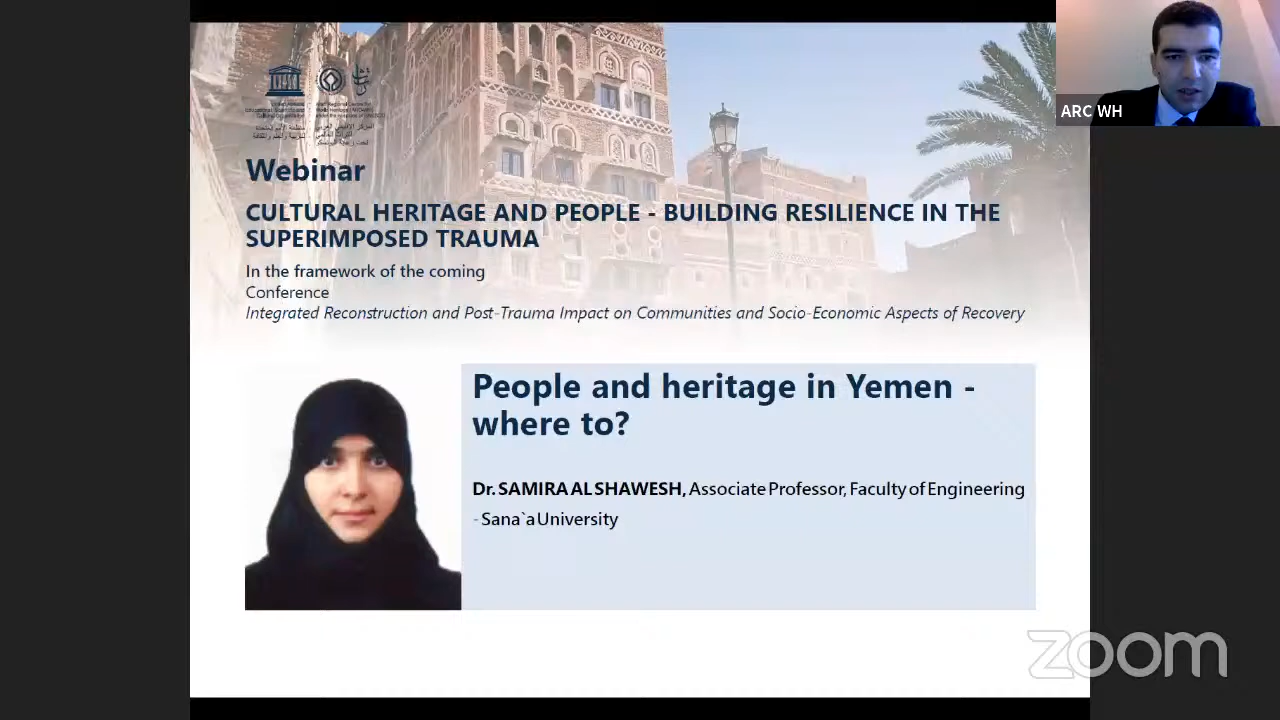 Webinar
CULTURAL HERITAGE AND PEOPLE - BUILDING RESILIENCE IN THE
SUPERIMPOSED TRAUMA
In the framework of the coming
Conference
Integrated Reconstruction and Post-Trauma Impact on Communities and Socio-Economic Aspects of Recovery
People and heritage in Yemen -
where to?
Dr. SAMIRA AL SHAWESH, Associate Professor, Faculty of Engineering
- Sana`a University
ARC WH
zoom